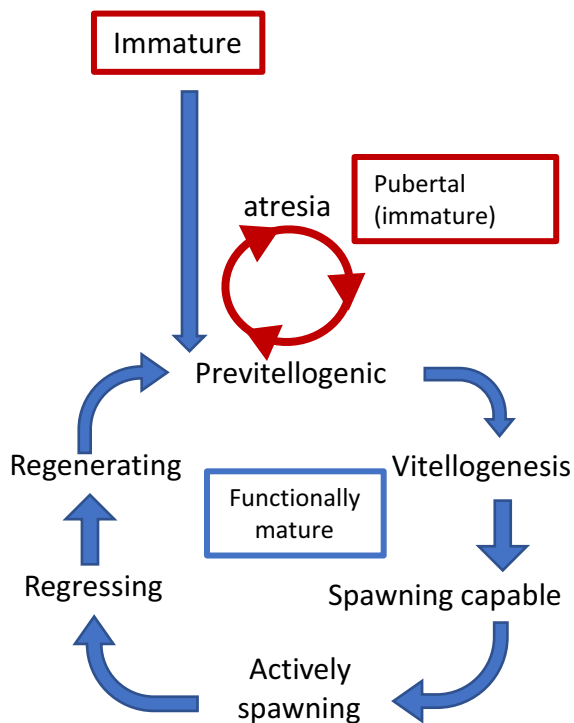 Immature
Pubertal
(immature)
atresia
Previtellogenic
Regenerating
Vitellogenesis
Functionally
mature
Regressing
Spawning capable
Actively
spawning